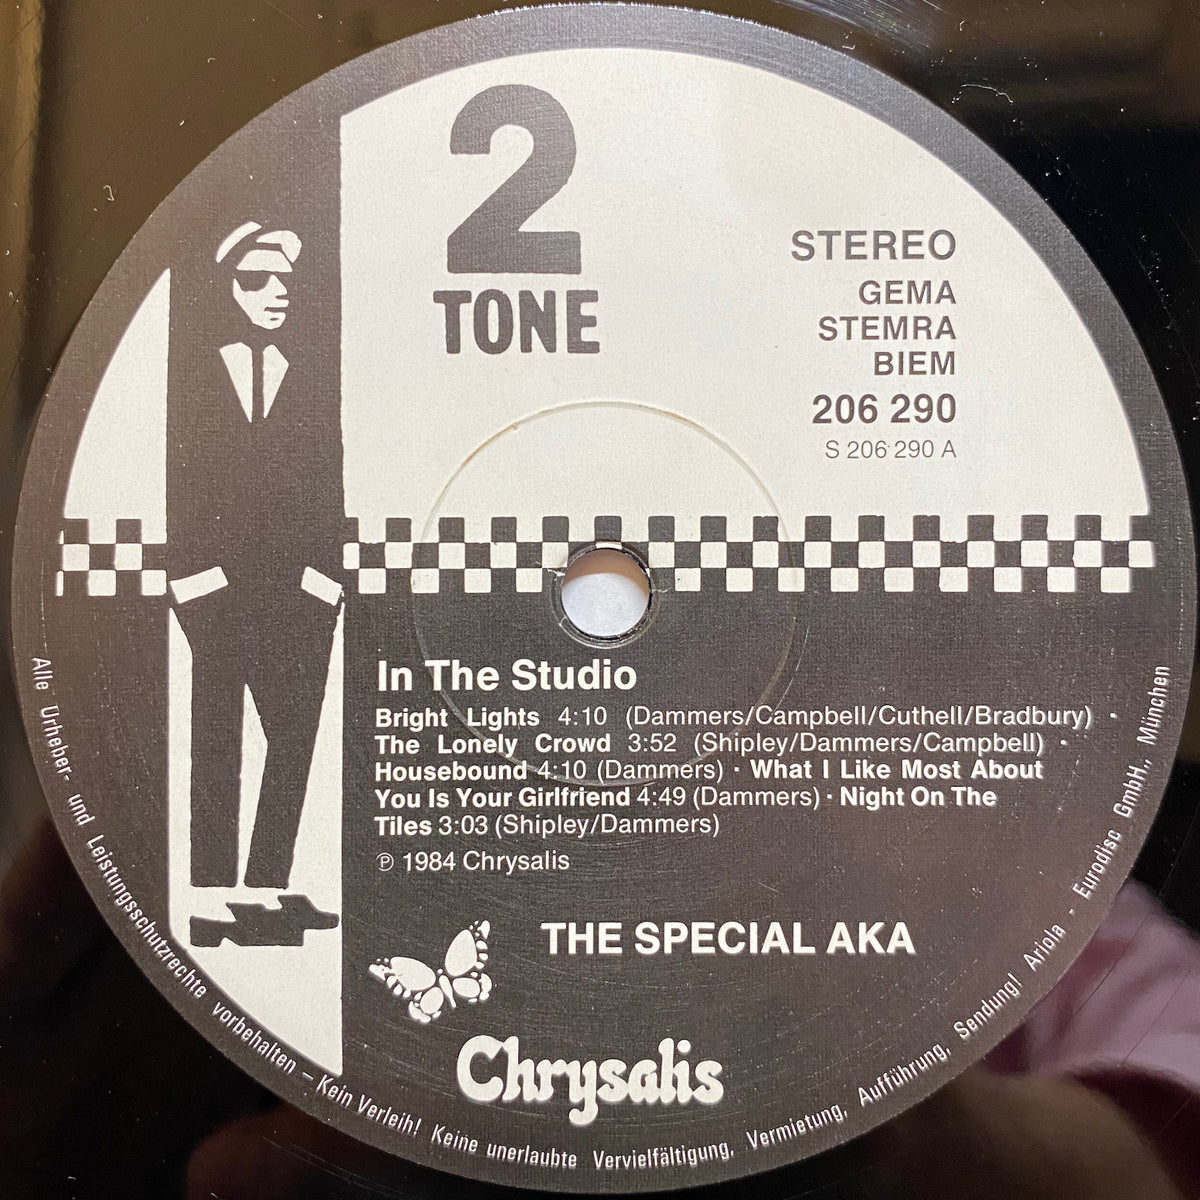 2
TONE
STEREO
GEMA
STEMRA
BIEM
206 290
S 206 290 A
In The Studio
Bright Lights 4:10 (Dammers/Campbell/Cuthell/Bradbury) ·
The Lonely Crowd 3:52 (Shipley/Dammers/Campbell) ·
Housebound 4:10 (Dammers) · What I Like Most About
You Is Your Girlfriend 4:49 (Dammers) · Night On The
Tiles 3:03 (Shipley/Dammers)
℗ 1984 Chrysalis
THE SPECIAL AKA
Chrysalis
Alle Urheber- und Leistungsschutzrechte vorbehalten – Kein Verleih! Keine unerlaubte Vervielfältigung, Vermietung, Aufführung, Sendung! Ariola - Eurodisc GmbH., München